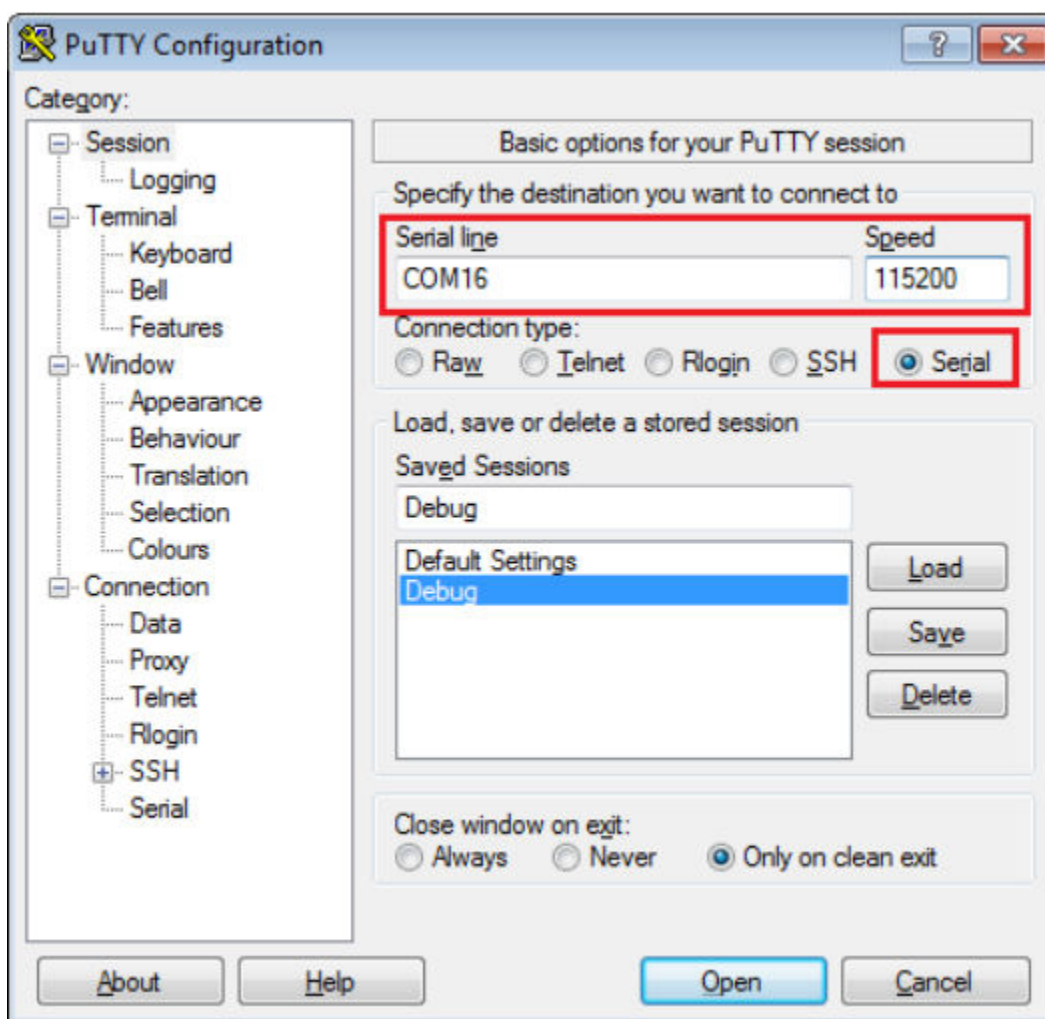 PuTTY Configuration
Category:
Session
Logging
Terminal
Keyboard
Bell
Features
Window
Appearance
Behaviour
Translation
Selection
Colours
Connection
Data
Proxy
Telnet
Rlogin
SSH
Serial
Basic options for your PuTTY session
Specify the destination you want to connect to
Serial line Speed
COM16 115200
Connection type:
Raw Telnet Rlogin SSH Serial
Load, save or delete a stored session
Saved Sessions
Debug
Default Settings
Debug
Load
Save
Delete
Close window on exit:
Always Never Only on clean exit
About Help Open Cancel